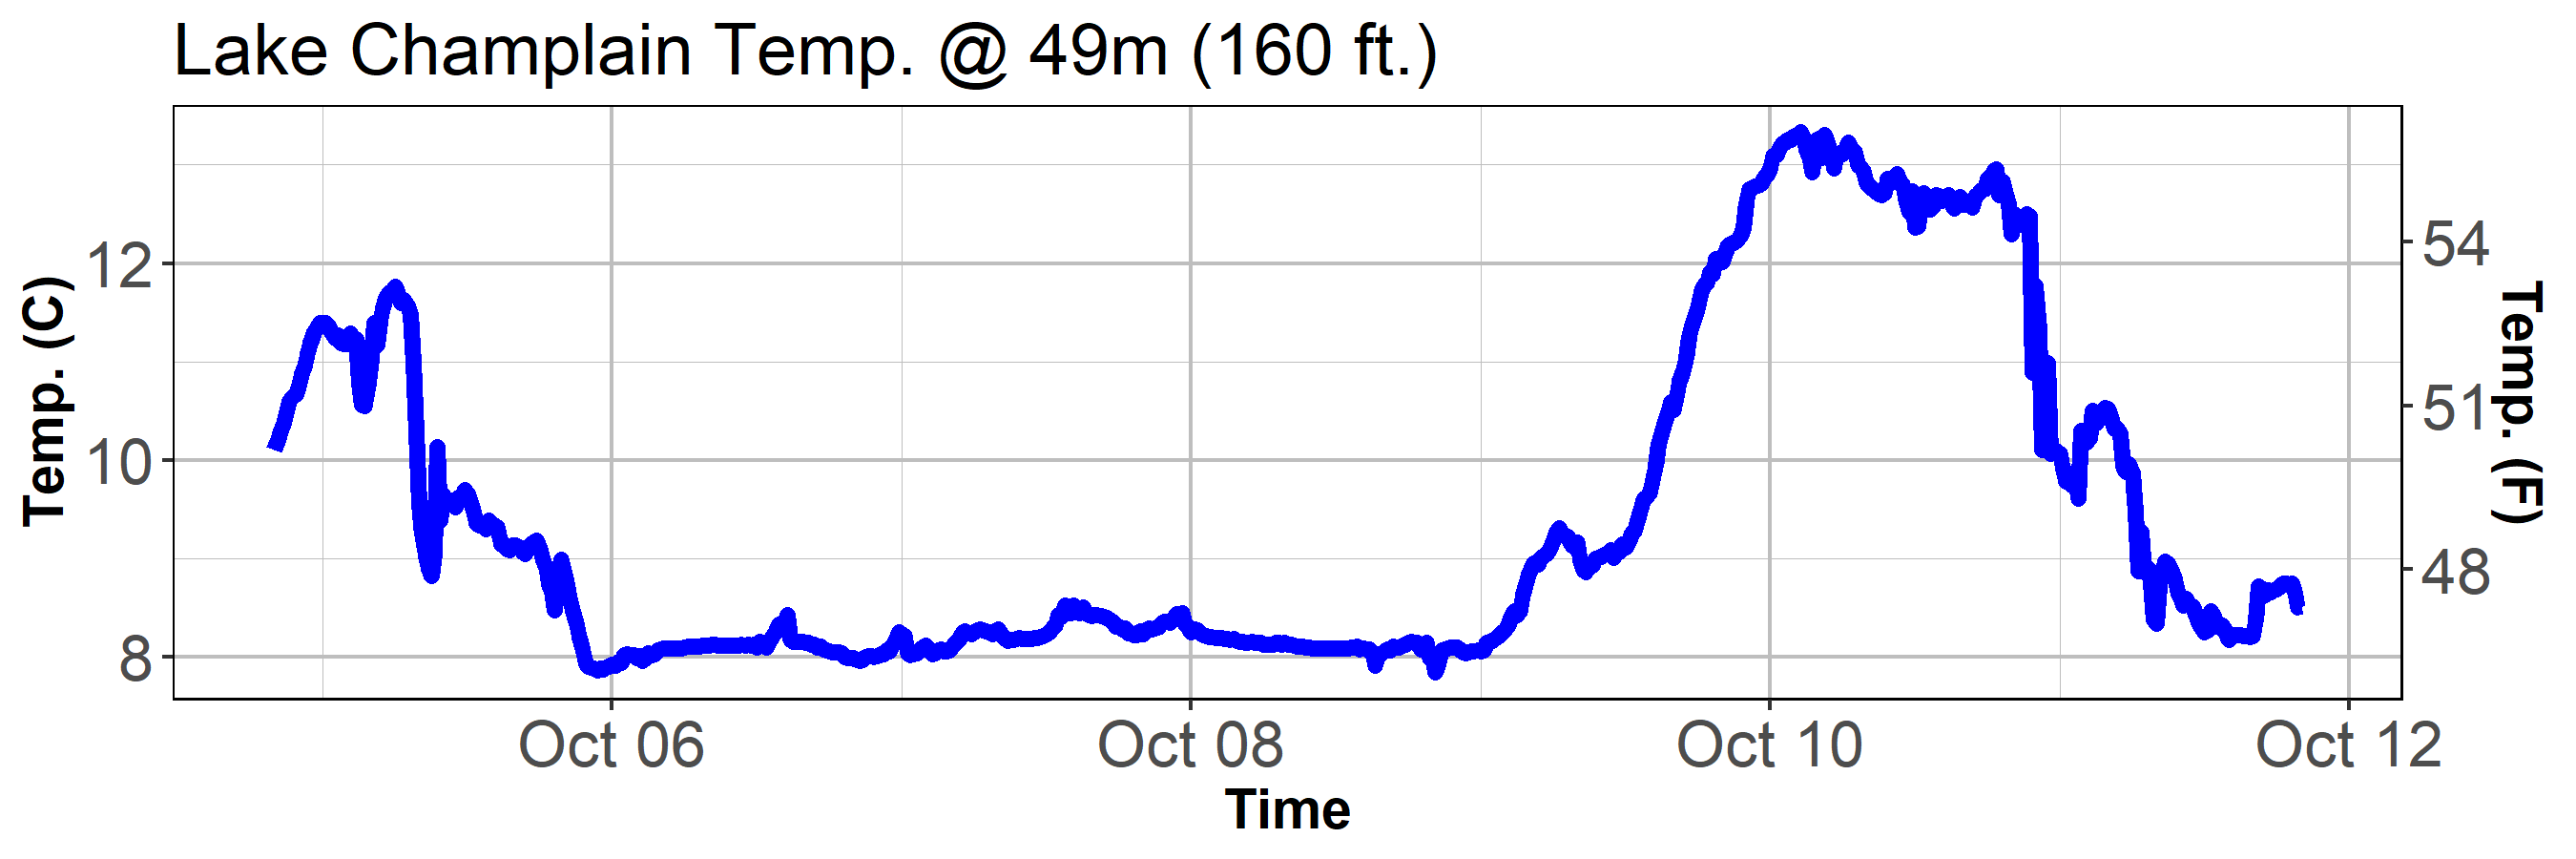 Lake Champlain Temp. @ 49m (160 ft.)
Temp. (C)
12
10
8
54
51
48
Temp. (F)
Oct 06
Oct 08
Oct 10
Oct 12
Time